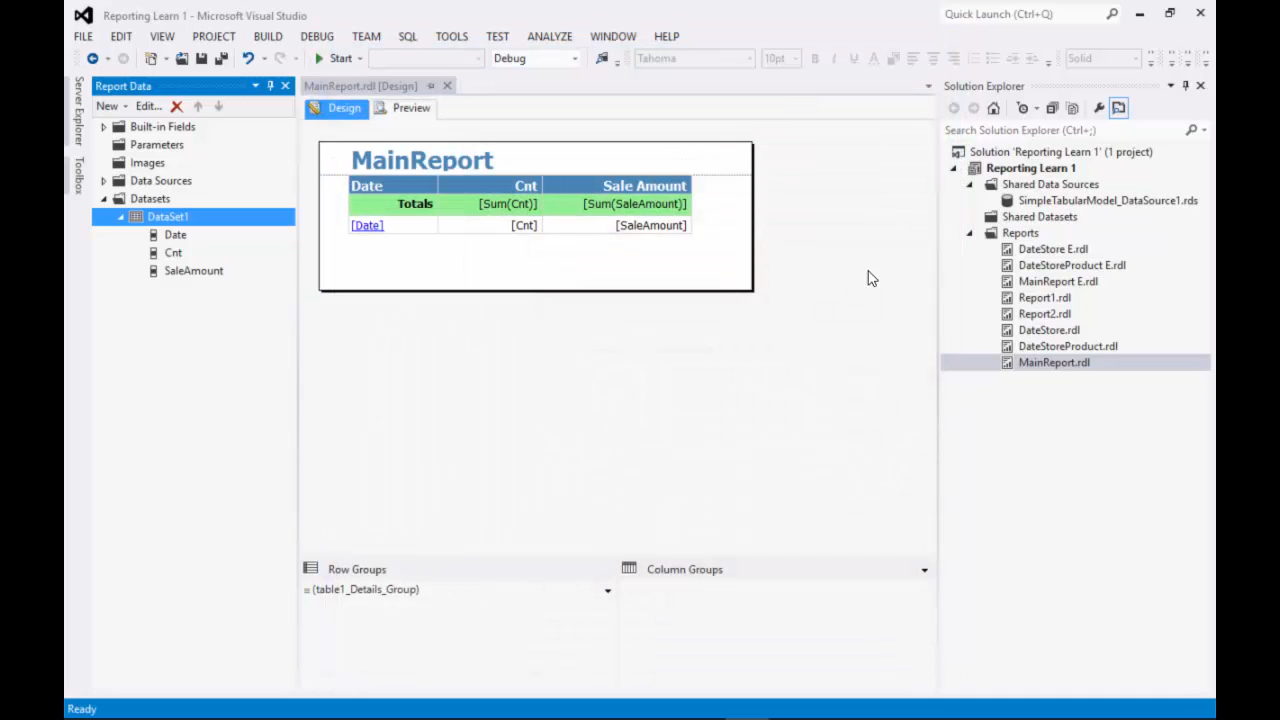 Reporting Learn 1 - Microsoft Visual Studio
Quick Launch (Ctrl+Q)
FILE EDIT VIEW PROJECT BUILD DEBUG TEAM SQL TOOLS TEST ANALYZE WINDOW HELP
Start Debug Tahoma 10pt B I U A Solid
Server Explorer
Toolbox
Report Data
New Edit...
Built-in Fields
Parameters
Images
Data Sources
Datasets
DataSet1
Date
Cnt
SaleAmount
MainReport.rdl [Design]
Design Preview
MainReport
Date Cnt Sale Amount
Totals [Sum(Cnt)] [Sum(SaleAmount)]
[Date] [Cnt] [SaleAmount]
Row Groups
(table1_Details_Group)
Column Groups
Solution Explorer
Search Solution Explorer (Ctrl+;)
Solution 'Reporting Learn 1' (1 project)
Reporting Learn 1
Shared Data Sources
SimpleTabularModel_DataSource1.rds
Shared Datasets
Reports
DateStore E.rdl
DateStoreProduct E.rdl
MainReport E.rdl
Report1.rdl
Report2.rdl
DateStore.rdl
DateStoreProduct.rdl
MainReport.rdl
Ready